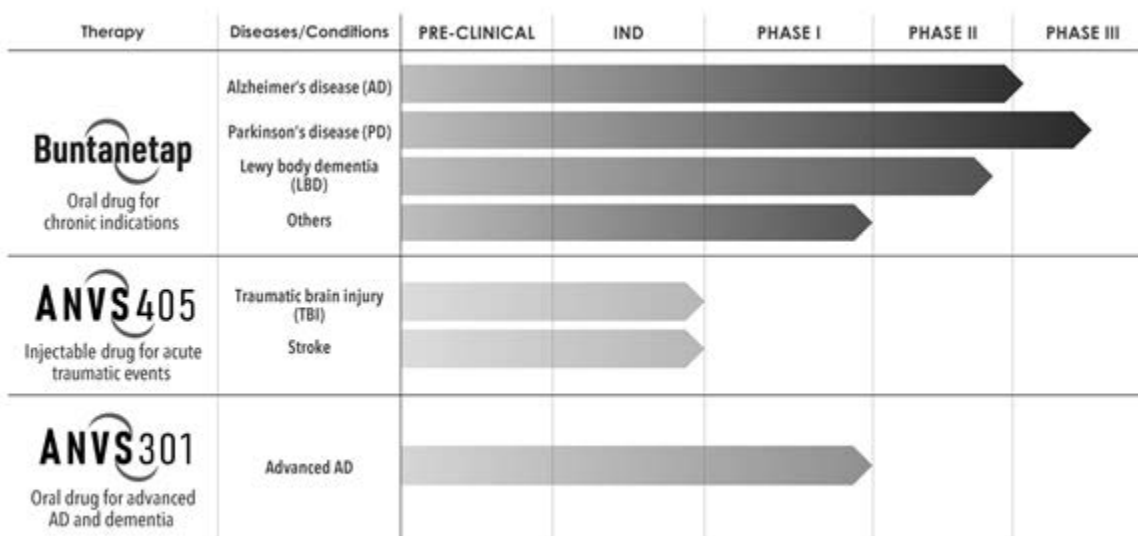 Therapy Diseases/Conditions PRE-CLINICAL IND PHASE I PHASE II PHASE III
Buntanetap
Oral drug for
chronic indications
Alzheimer's disease (AD)
Parkinson's disease (PD)
Lewy body dementia
(LBD)
Others
ANVS405
Injectable drug for acute
traumatic events
Traumatic brain injury
(TBI)
Stroke
ANVS301
Oral drug for advanced
AD and dementia
Advanced AD